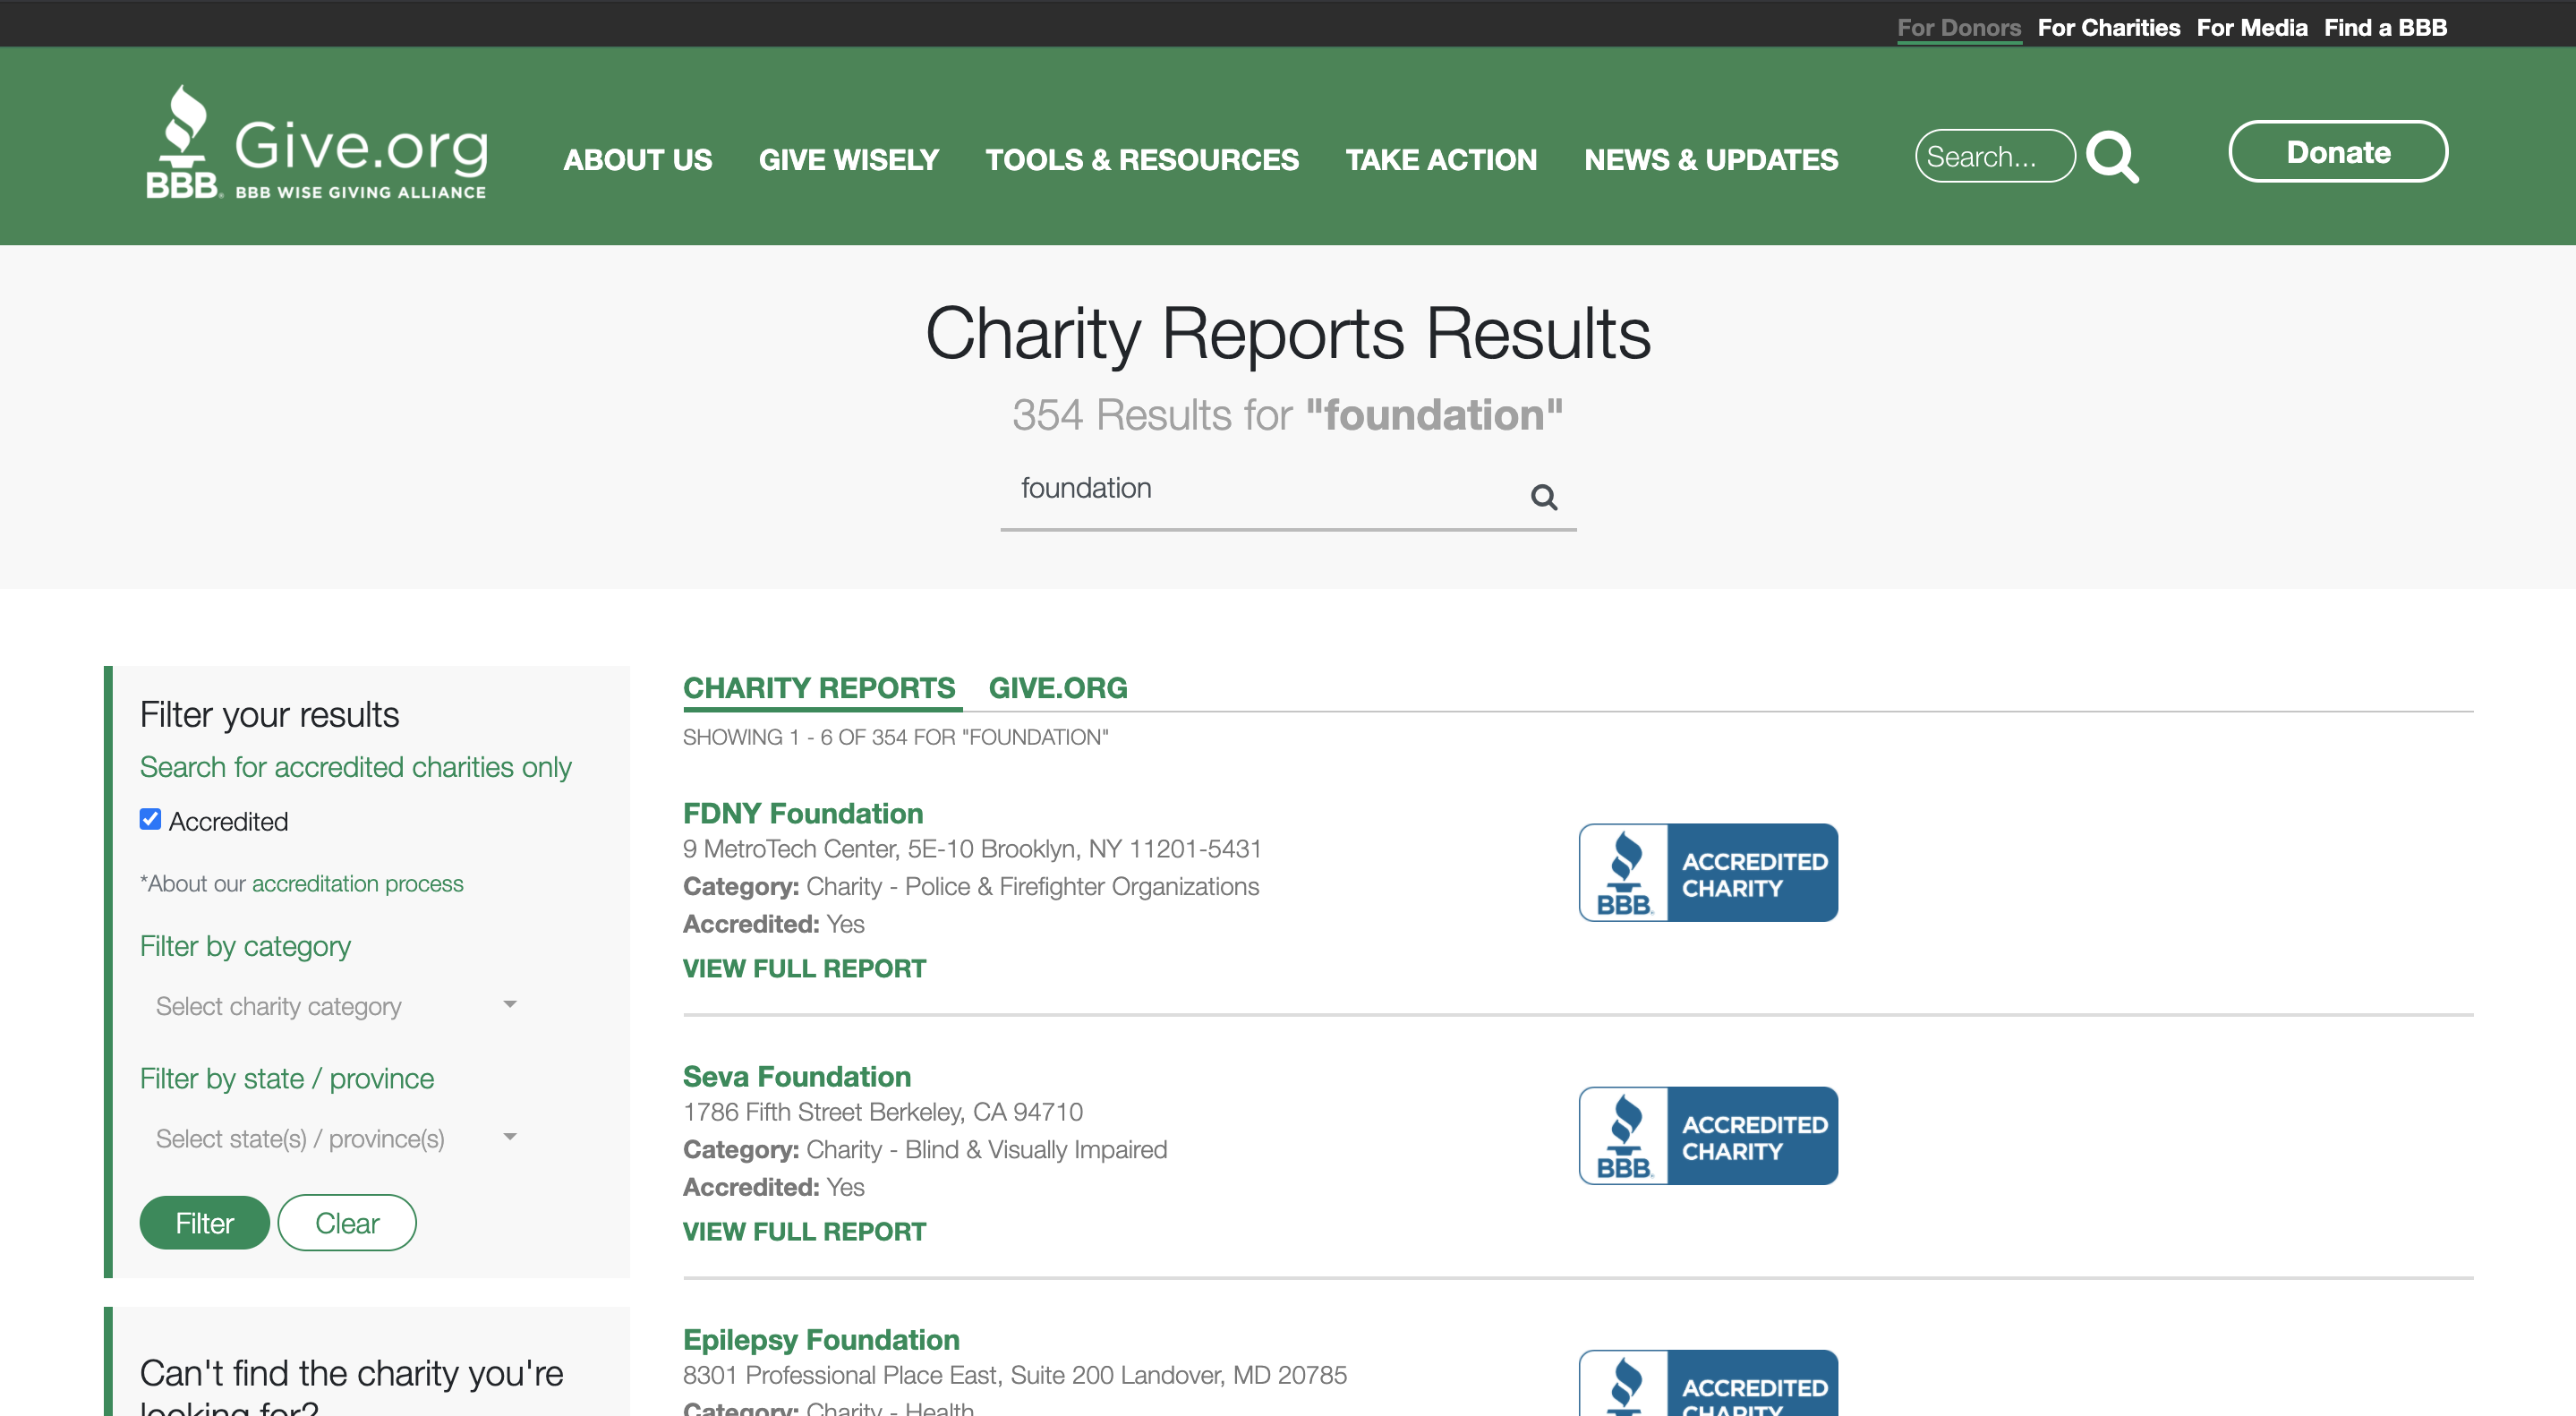 For Donors For Charities For Media Find a BBB
BBB. Give.org
BBB WISE GIVING ALLIANCE
ABOUT US GIVE WISELY TOOLS & RESOURCES TAKE ACTION NEWS & UPDATES Search... Donate
Charity Reports Results
354 Results for "foundation"
foundation
Filter your results
Search for accredited charities only
Accredited
*About our accreditation process
Filter by category
Select charity category
Filter by state / province
Select state(s) / province(s)
Filter Clear
Can't find the charity you're
looking for?
CHARITY REPORTS GIVE.ORG
SHOWING 1 - 6 OF 354 FOR "FOUNDATION"
FDNY Foundation
9 MetroTech Center, 5E-10 Brooklyn, NY 11201-5431
Category: Charity - Police & Firefighter Organizations
Accredited: Yes
VIEW FULL REPORT
BBB. ACCREDITED
CHARITY
Seva Foundation
1786 Fifth Street Berkeley, CA 94710
Category: Charity - Blind & Visually Impaired
Accredited: Yes
VIEW FULL REPORT
BBB. ACCREDITED
CHARITY
Epilepsy Foundation
8301 Professional Place East, Suite 200 Landover, MD 20785
Category: Charity - Health
ACCREDITED
CHARITY